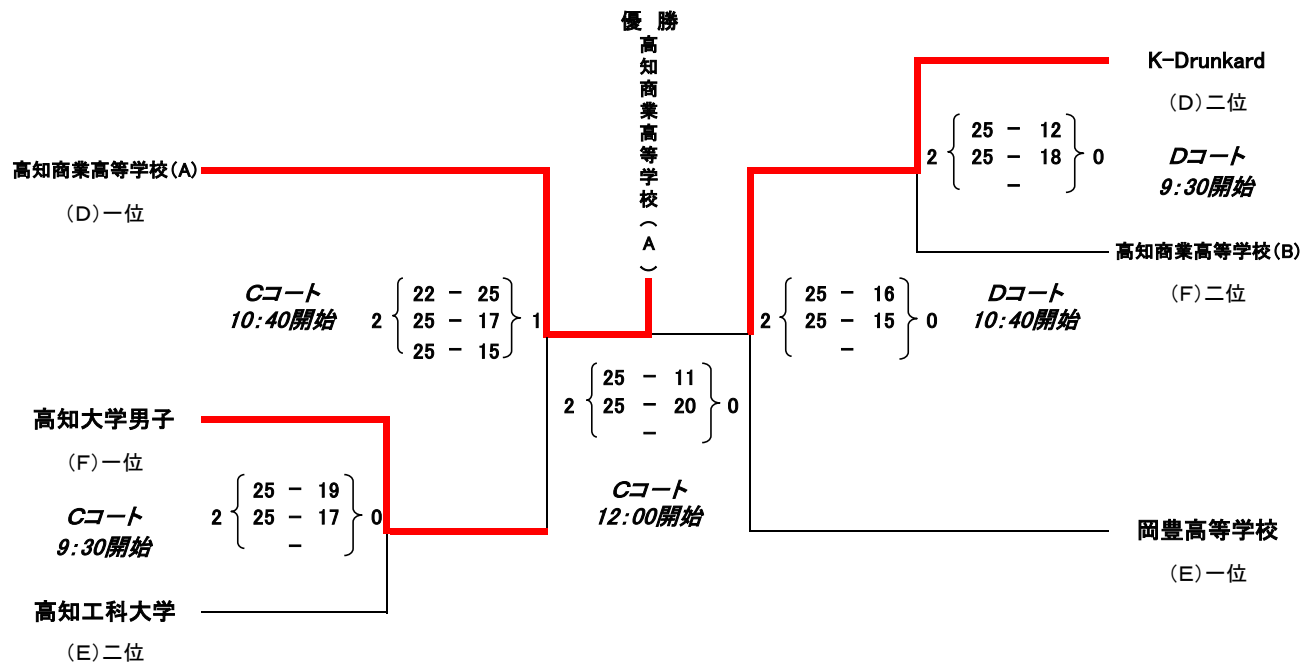 優 勝
高知商業高等学校(A)
高知商業高等学校(A)
(D)一位
Cコート
10:40開始
2
22 - 25
25 - 17
25 - 15
1
高知大学男子
(F)一位
Cコート
9:30開始
2
25 - 19
25 - 17
-
0
高知工科大学
(E)二位
2
25 - 11
25 - 20
-
0
Cコート
12:00開始
K-Drunkard
(D)二位
2
25 - 12
25 - 18
-
0
Dコート
9:30開始
高知商業高等学校(B)
(F)二位
2
25 - 16
25 - 15
-
0
Dコート
10:40開始
岡豊高等学校
(E)一位